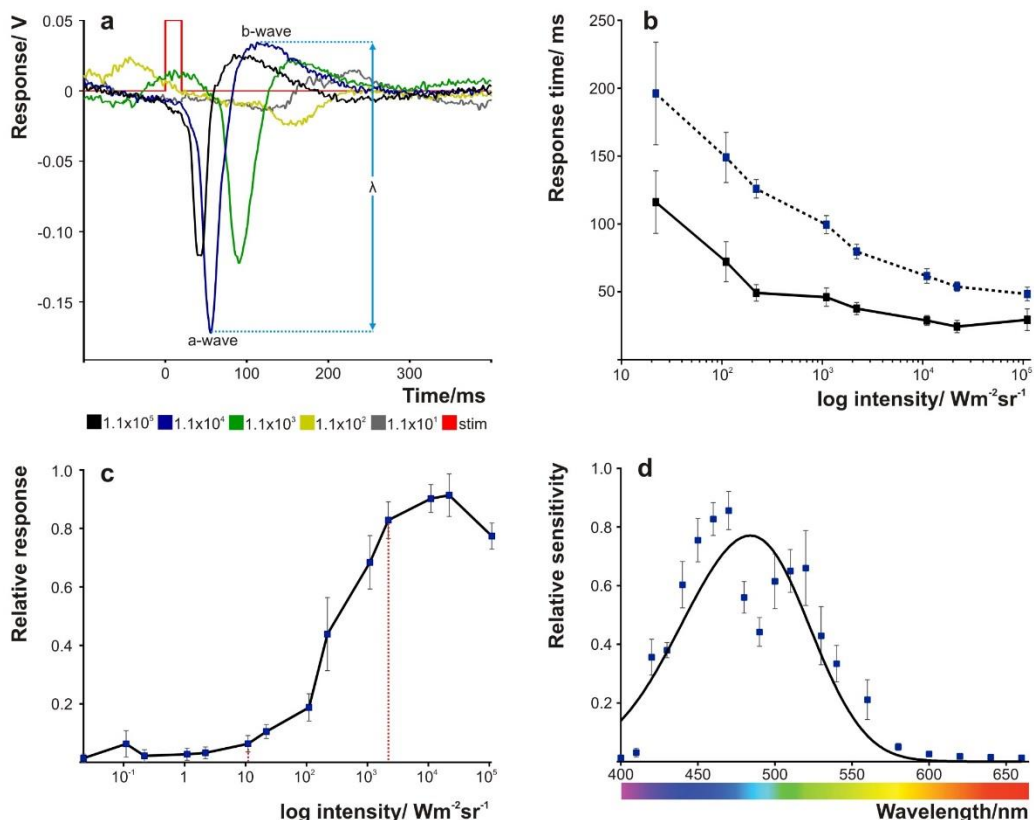 a
Response/ V
0.05
0
-0.05
-0.10
-0.15
b-wave
λ
a-wave
0
100
200
300
Time/ms
1.1x10⁵ 1.1x10⁴ 1.1x10³ 1.1x10² 1.1x10¹ stim
b
Response time/ ms
250
200
150
100
50
10
10²
10³
10⁴
10⁵
log intensity/ Wm⁻²sr⁻¹
c
Relative response
1.0
0.8
0.6
0.4
0.2
10⁻¹
1
10
10²
10³
10⁴
10⁵
log intensity/ Wm⁻²sr⁻¹
d
Relative sensitivity
1.0
0.8
0.6
0.4
0.2
400
450
500
550
600
650
Wavelength/nm